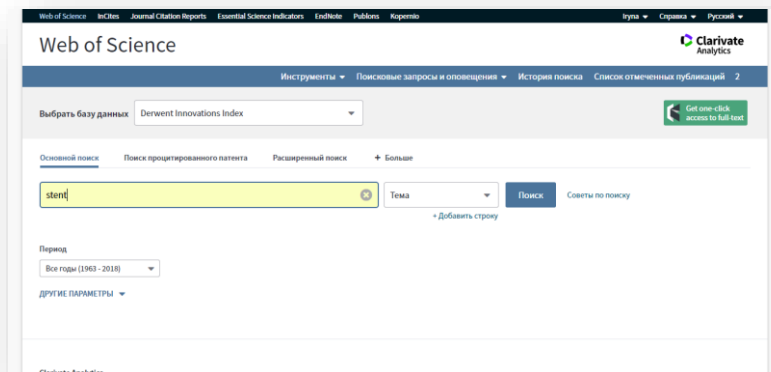 Web of Science InCites Journal Citation Reports Essential Science Indicators EndNote Publons Kopernio Iryna Справка Русский
Web of Science
Clarivate
Analytics
Инструменты Поисковые запросы и оповещения История поиска Список отмеченных публикаций 2
Выбрать базу данных Derwent Innovations Index
Get one-click
access to full-text
Основной поиск Поиск процитированного патента Расширенный поиск + Больше
stent Тема Поиск Советы по поиску
+ Добавить строку
Период
Все годы (1963 - 2018)
ДРУГИЕ ПАРАМЕТРЫ
Clarivate Analytics